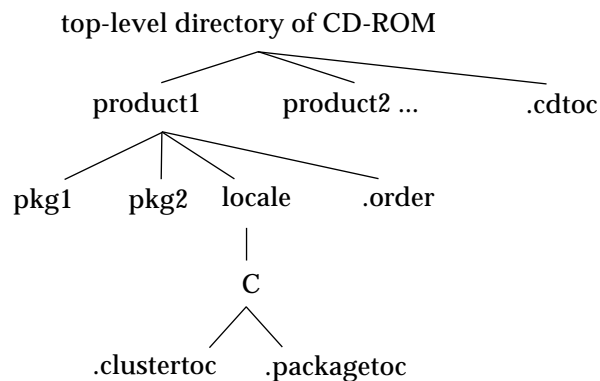 top-level directory of CD-ROM
product1 product2 ... .cdtoc
pkg1 pkg2 locale .order
C
.clustertoc .packagetoc